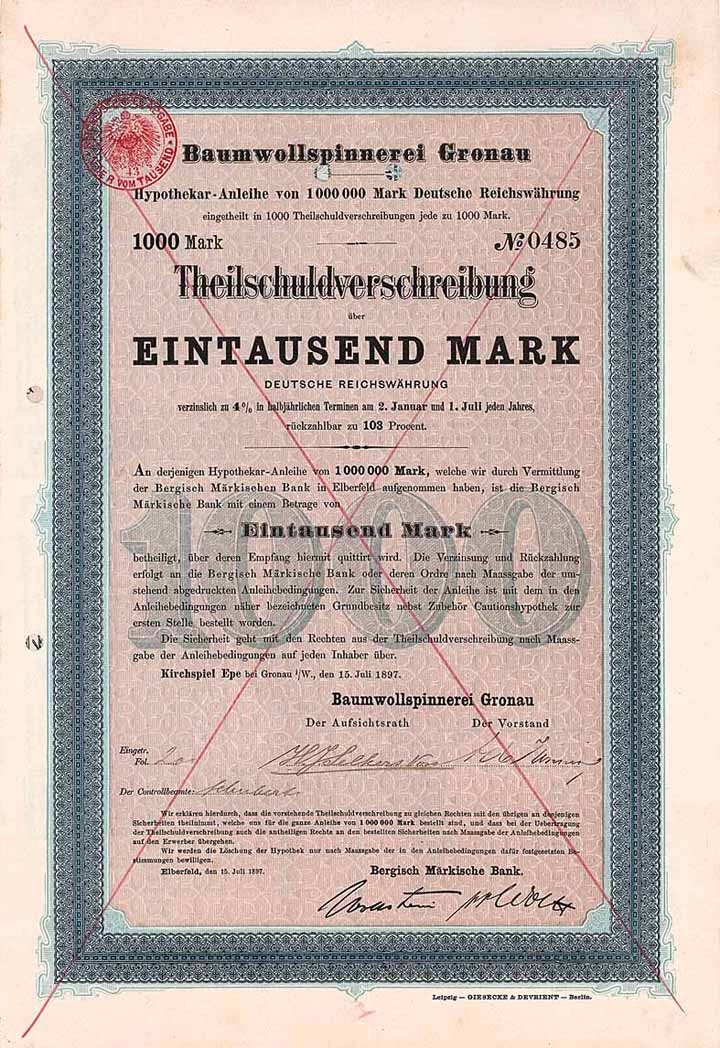 Baumwollspinnerei Gronau
Hypothekar-Anleihe von 1000000 Mark Deutsche Reichswährung
eingetheilt in 1000 Theilschuldverschreibungen jede zu 1000 Mark.
1000 Mark № 0485
Theilschuldverschreibung
über
EINTAUSEND MARK
DEUTSCHE REICHSWÄHRUNG
verzinslich zu 4% in halbjährlichen Terminen am 2. Januar und 1. Juli jeden Jahres,
rückzahlbar zu 103 Procent.
An derjenigen Hypothekar-Anleihe von 1000000 Mark, welche wir durch Vermittlung
der Bergisch Märkischen Bank in Elberfeld aufgenommen haben, ist die Bergisch
Märkische Bank mit einem Betrage von
Eintausend Mark
1000
betheiligt, über deren Empfang hiermit quittirt wird. Die Verzinsung und Rückzahlung
erfolgt an die Bergisch Märkische Bank oder deren Ordre nach Maassgabe der um-
stehend abgedruckten Anleihebedingungen. Zur Sicherheit der Anleihe ist mit dem in den
Anleihebedingungen näher bezeichneten Grundbesitz nebst Zubehör Cautionshypothek zur
ersten Stelle bestellt worden.
Die Sicherheit geht mit den Rechten aus der Theilschuldverschreibung nach Maass-
gabe der Anleihebedingungen auf jeden Inhaber über.
Kirchspiel Epe bei Gronau i/W., den 15. Juli 1897.
Baumwollspinnerei Gronau
Der Aufsichtsrath Der Vorstand
Eingetr.
Fol. 20
Der Controllbeamte:
Wir erklären hierdurch, dass die vorstehende Theilschuldverschreibung zu gleichen Rechten mit den übrigen an denjenigen
Sicherheiten theilnimmt, welche uns für die ganze Anleihe von 1000000 Mark bestellt sind, und dass bei der Uebertragung
der Theilschuldverschreibung auch die antheiligen Rechte an den bestellten Sicherheiten nach Maassgabe der Anleihebedingungen
auf den Erwerber übergehen.
Wir werden die Löschung der Hypothek nur nach Maassgabe der in den Anleihebedingungen dafür festgesetzten Be-
stimmungen bewilligen.
Elberfeld, den 15. Juli 1897. Bergisch Märkische Bank.
Leipzig — GIESECKE & DEVRIENT — Berlin.
VOM TAUSEND